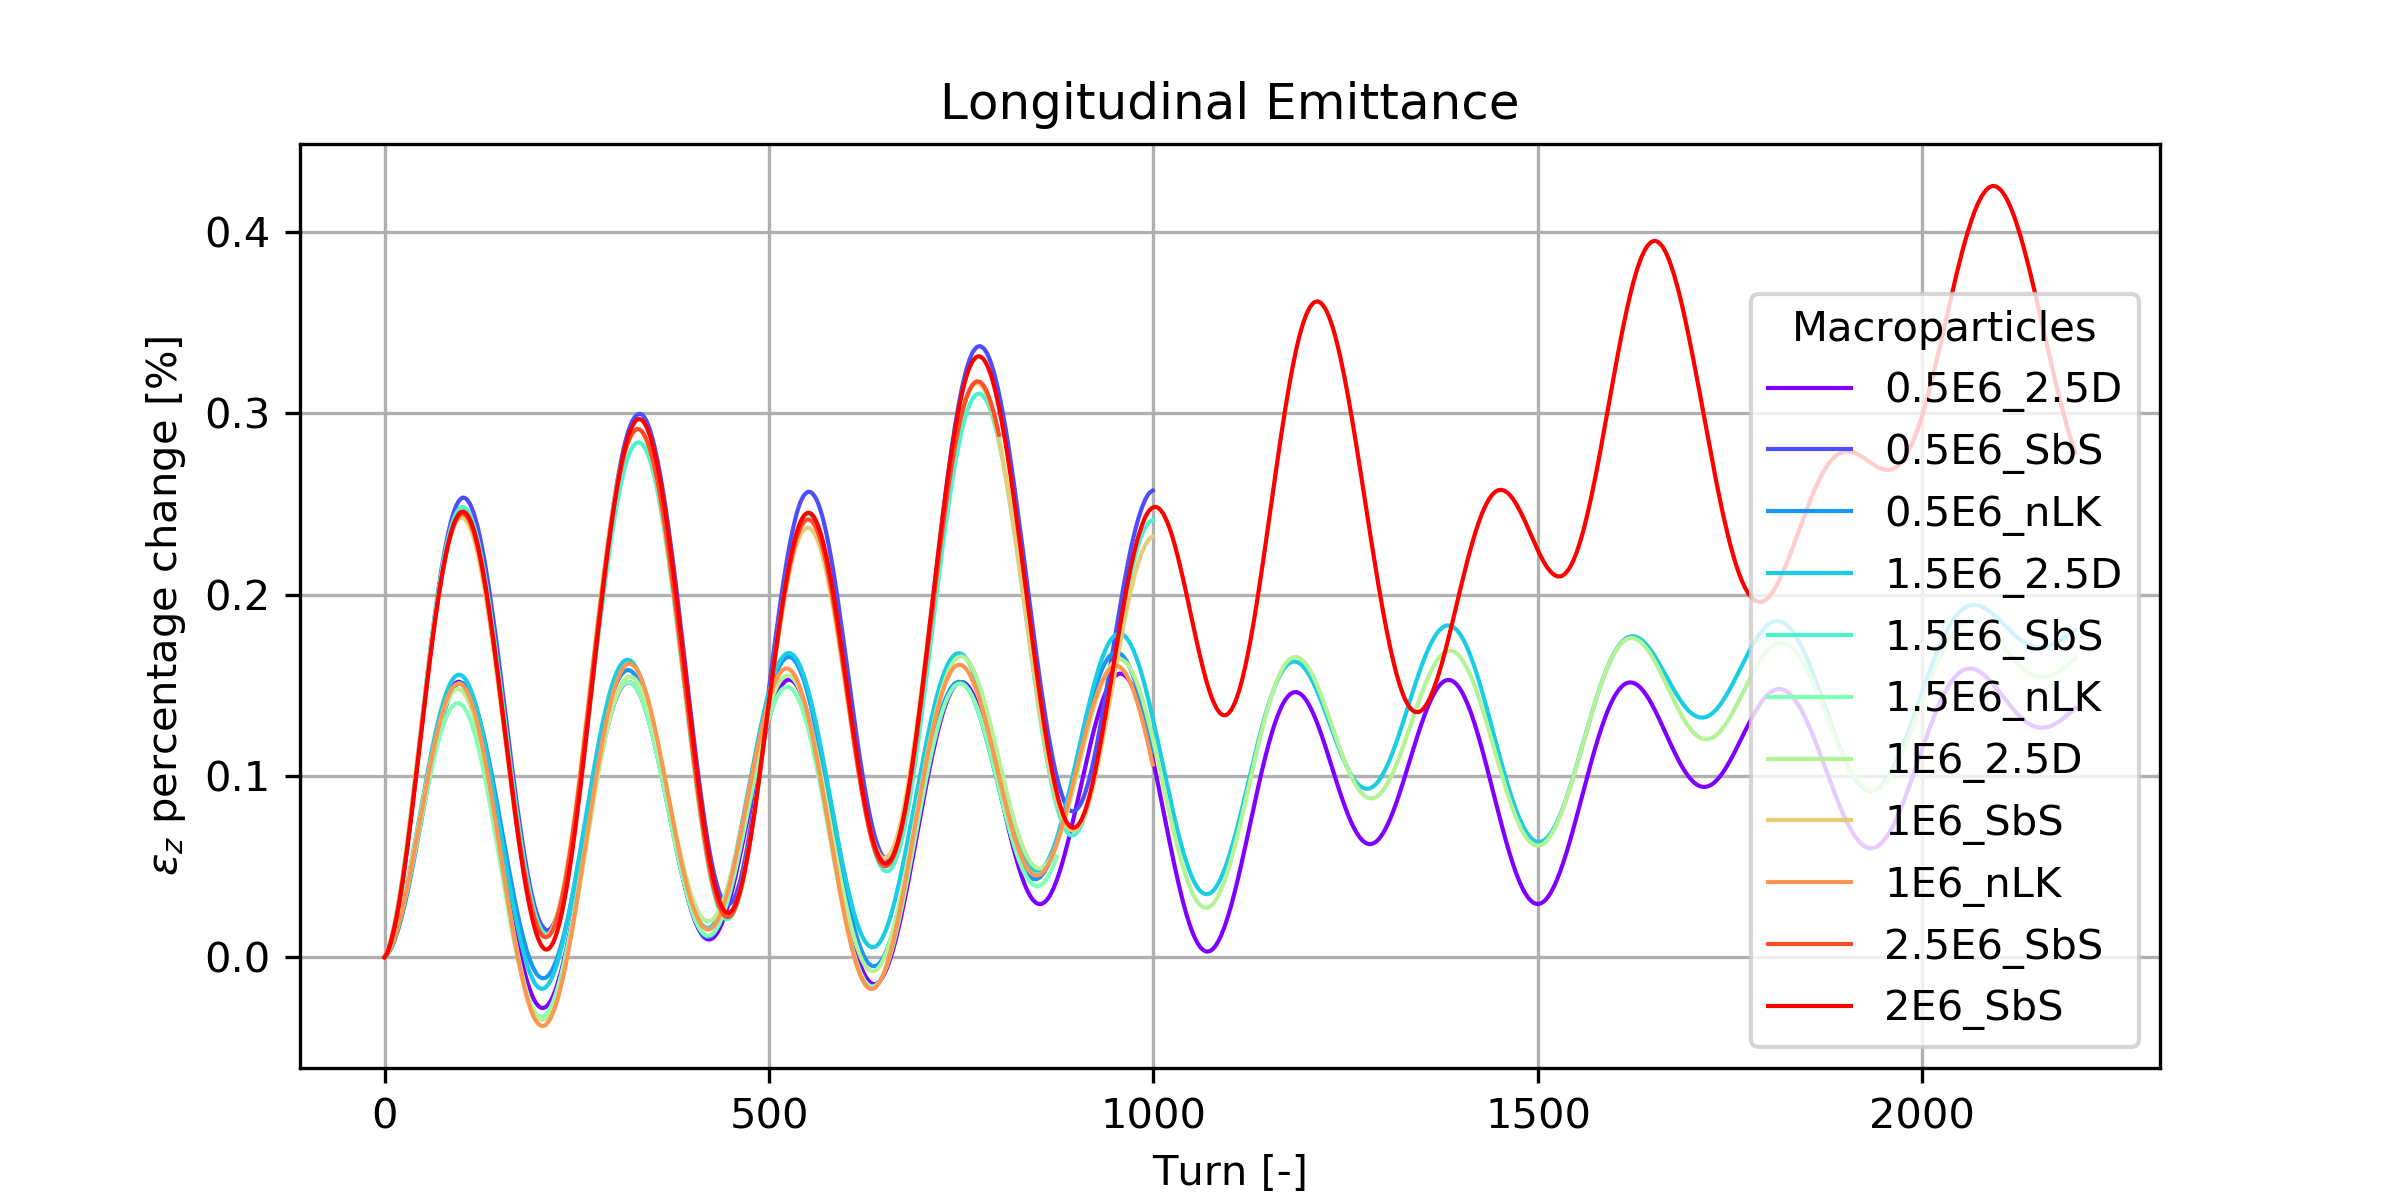 Longitudinal Emittance
ε_z percentage change [%]
0.4
0.3
0.2
0.1
0.0
Macroparticles
0.5E6_2.5D
0.5E6_SbS
0.5E6_nLK
1.5E6_2.5D
1.5E6_SbS
1.5E6_nLK
1E6_2.5D
1E6_SbS
1E6_nLK
2.5E6_SbS
2E6_SbS
0 500 1000 1500 2000
Turn [-]